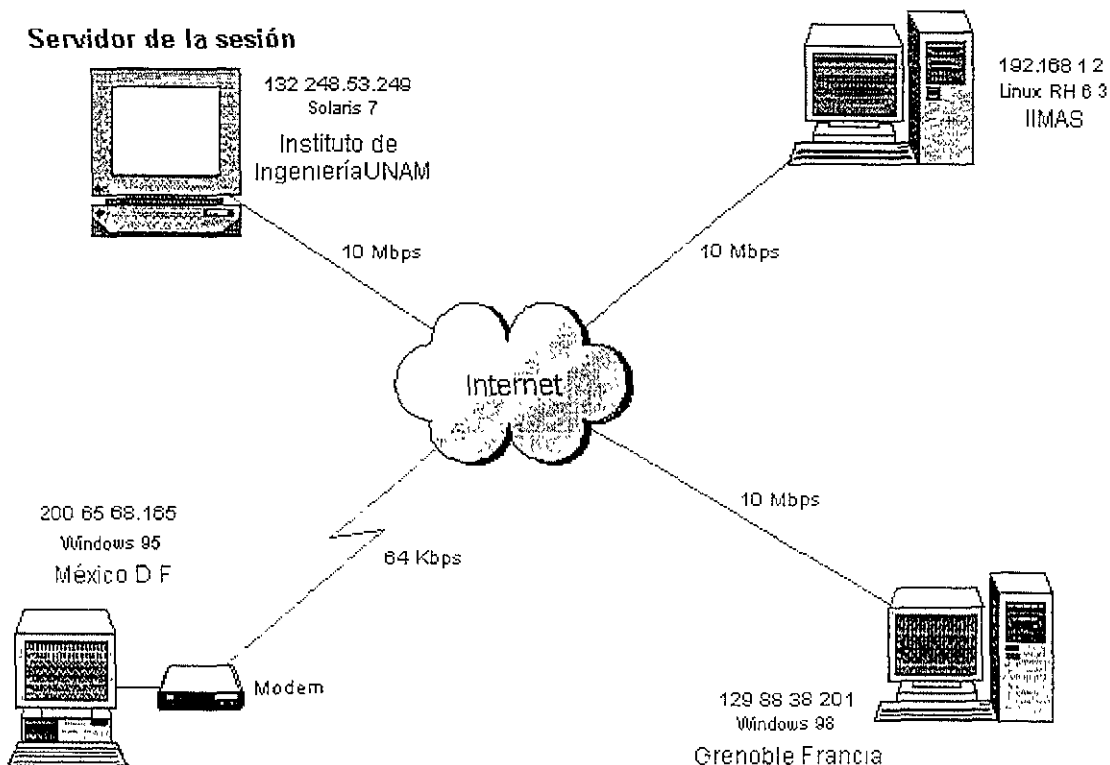 Servidor de la sesión
132 248.53.249
Solaris 7
Instituto de
IngenieríaUNAM
192.168 1 2
Linux RH 6 3
IIMAS
10 Mbps
10 Mbps
Internet
200 65 68.165
Windows 95
México D F
64 Kbps
10 Mbps
Modem
129 88 38 201
Windows 98
Grenoble Francia